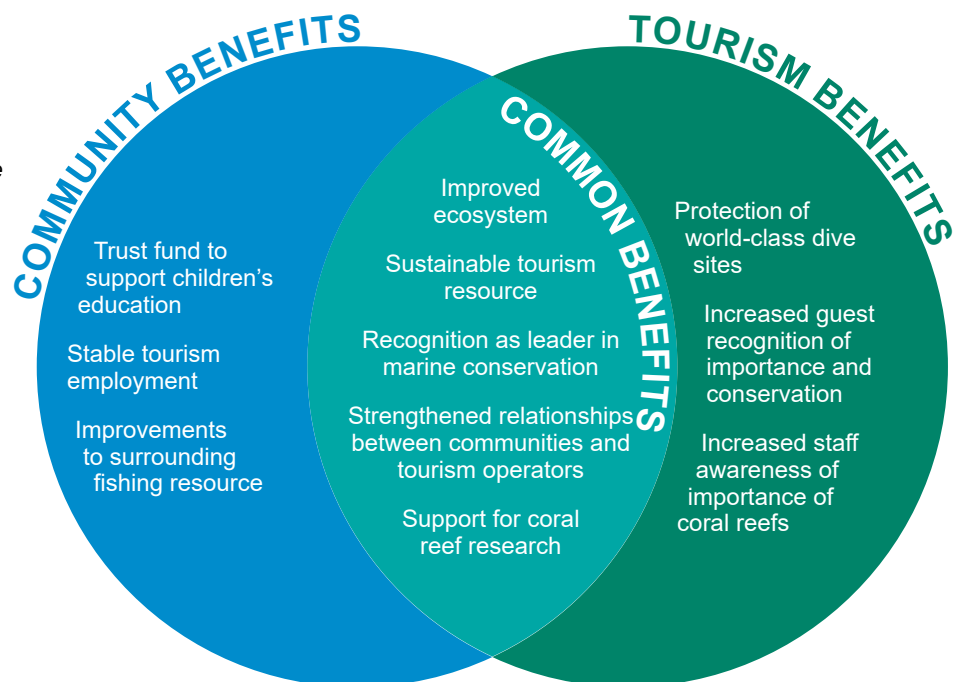 COMMUNITY BENEFITS
Trust fund to
support children’s
education
Stable tourism
employment
Improvements
to surrounding
fishing resource
COMMON BENEFITS
Improved
ecosystem
Sustainable tourism
resource
Recognition as leader in
marine conservation
Strengthened relationships
between communities and
tourism operators
Support for coral
reef research
TOURISM BENEFITS
Protection of
world-class dive
sites
Increased guest
recognition of
importance and
conservation
Increased staff
awareness of
importance of
coral reefs